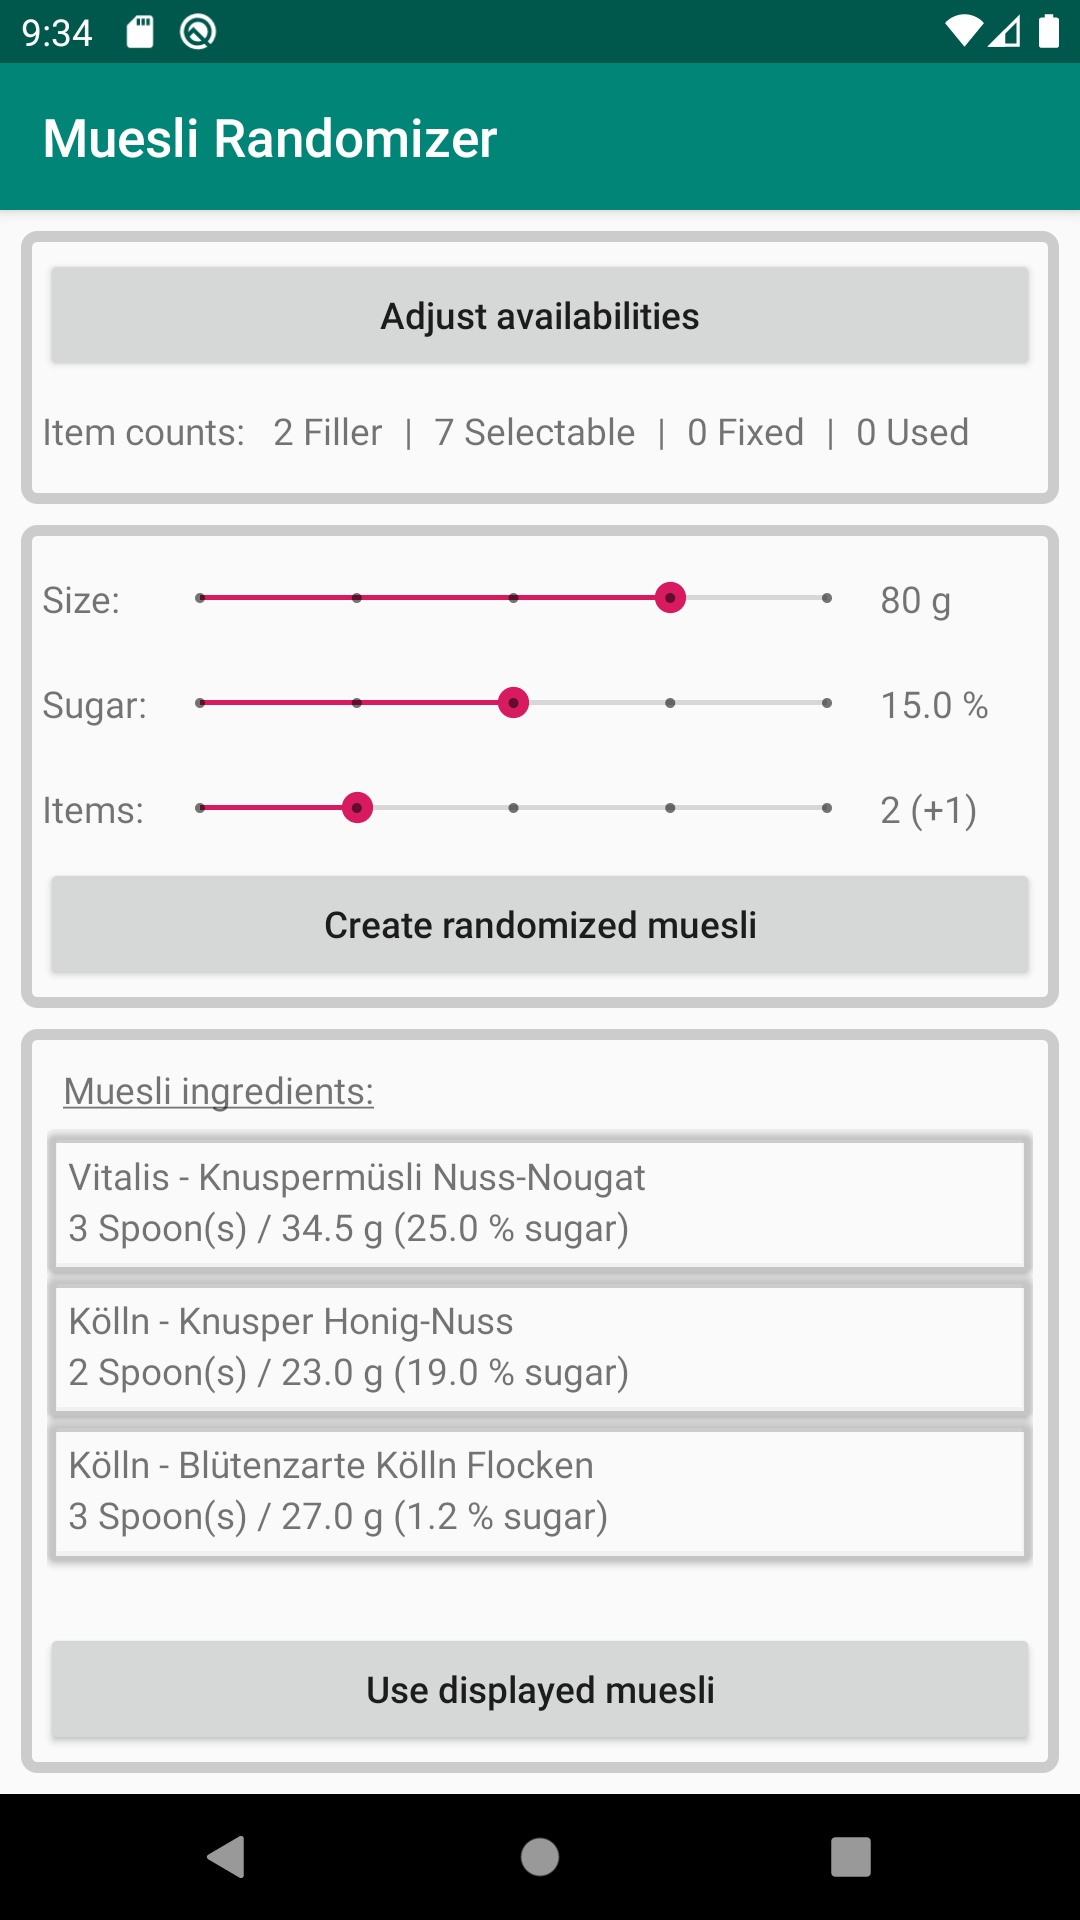 9:34
Muesli Randomizer
Adjust availabilities
Item counts: 2 Filler | 7 Selectable | 0 Fixed | 0 Used
Size: 80 g
Sugar: 15.0 %
Items: 2 (+1)
Create randomized muesli
Muesli ingredients:
Vitalis - Knuspermüsli Nuss-Nougat
3 Spoon(s) / 34.5 g (25.0 % sugar)
Kölln - Knusper Honig-Nuss
2 Spoon(s) / 23.0 g (19.0 % sugar)
Kölln - Blütenzarte Kölln Flocken
3 Spoon(s) / 27.0 g (1.2 % sugar)
Use displayed muesli